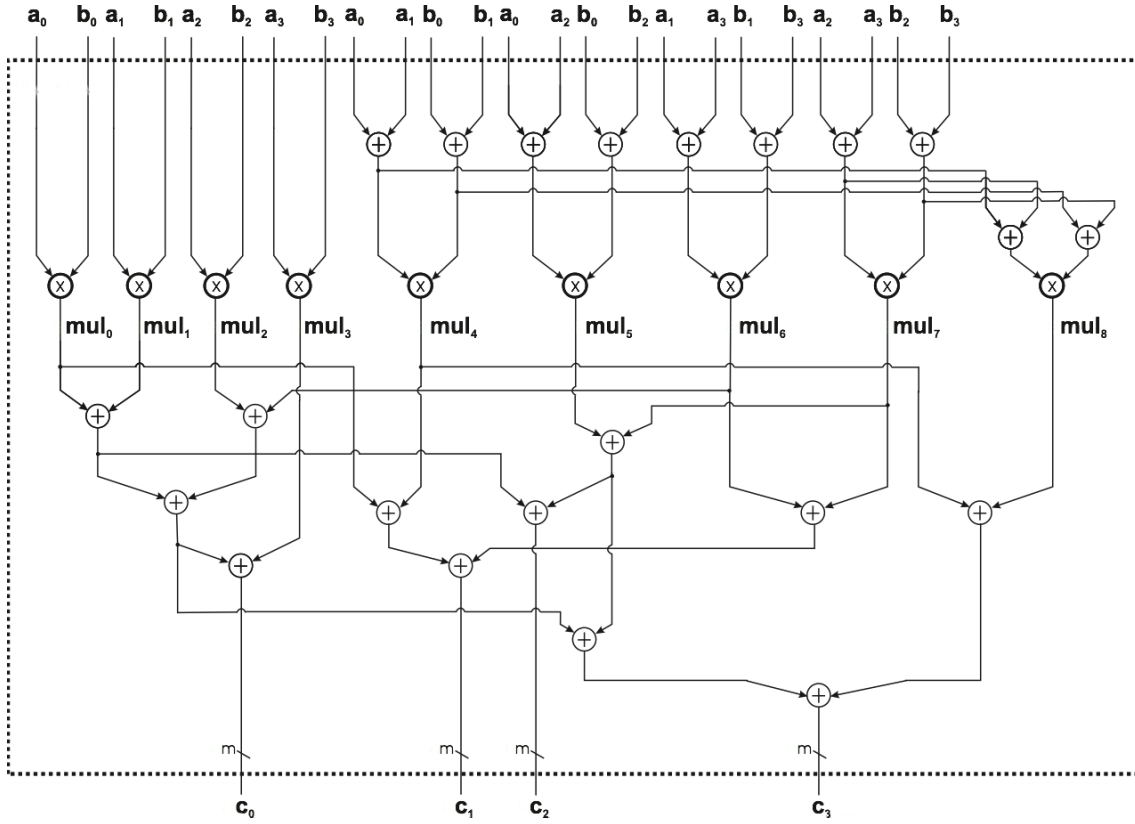 a₀ b₀ a₁ b₁ a₂ b₂ a₃ b₃ a₀ a₁ b₀ b₁ a₀ a₂ b₀ b₂ a₁ a₃ b₁ b₃ a₂ a₃ b₂ b₃
mul₀ mul₁ mul₂ mul₃ mul₄ mul₅ mul₆ mul₇ mul₈
m m m m
c₀ c₁ c₂ c₃